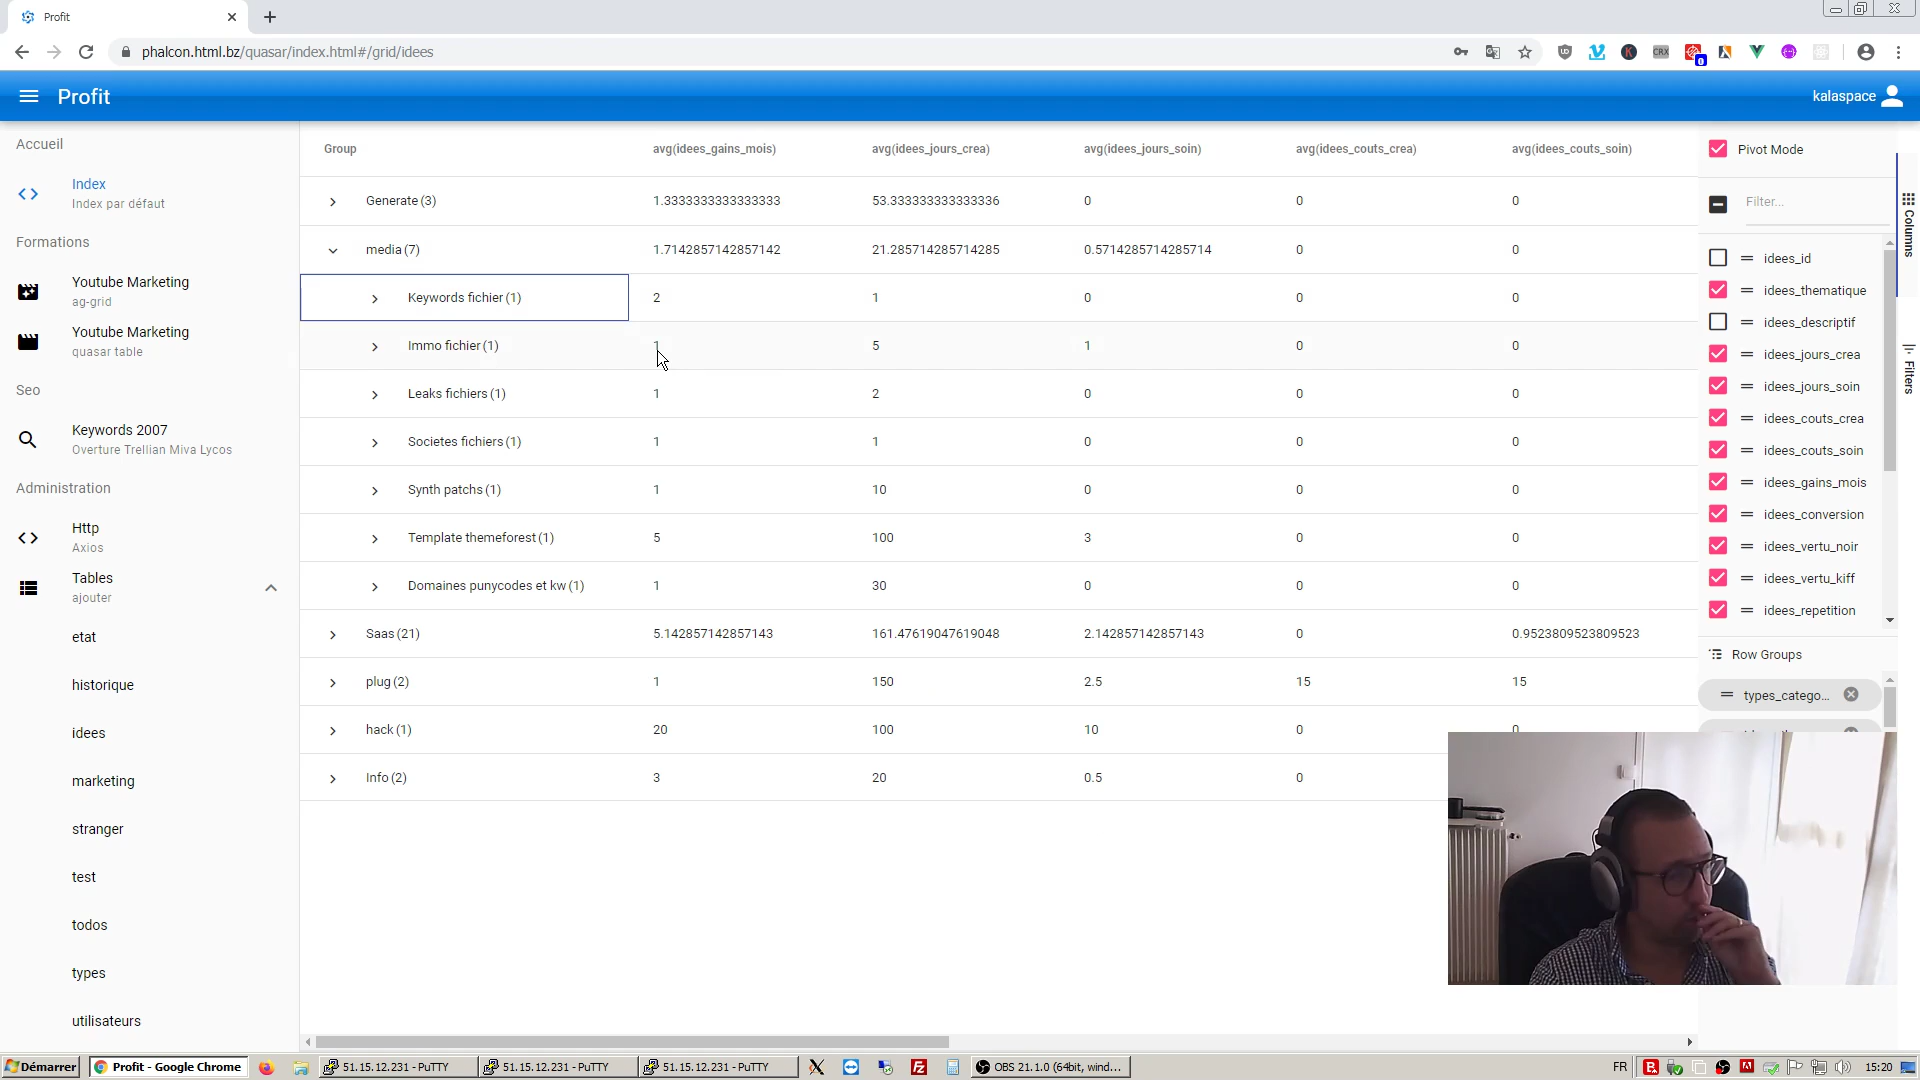 Profit
phalcon.html.bz/quasar/index.html#/grid/idees
CRX
0
Profit
kalaspace
Accueil
Index
Index par défaut
Formations
Youtube Marketing
ag-grid
Youtube Marketing
quasar table
Seo
Keywords 2007
Overture Trellian Miva Lycos
Administration
Http
Axios
Tables
ajouter
etat
historique
idees
marketing
stranger
test
todos
types
utilisateurs
Group avg(idees_gains_mois) avg(idees_jours_crea) avg(idees_jours_soin) avg(idees_couts_crea) avg(idees_couts_soin)
Generate (3) 1.3333333333333333 53.333333333333336 0 0 0
media (7) 1.7142857142857142 21.285714285714285 0.5714285714285714 0 0
Keywords fichier (1) 2 1 0 0 0
Immo fichier (1) 1 5 1 0 0
Leaks fichiers (1) 1 2 0 0 0
Societes fichiers (1) 1 1 0 0 0
Synth patchs (1) 1 10 0 0 0
Template themeforest (1) 5 100 3 0 0
Domaines punycodes et kw (1) 1 30 0 0 0
Saas (21) 5.142857142857143 161.47619047619048 2.142857142857143 0 0.9523809523809523
plug (2) 1 150 2.5 15 15
hack (1) 20 100 10 0 0
Info (2) 3 20 0.5 0
Pivot Mode
Filter...
idees_id
idees_thematique
idees_descriptif
idees_jours_crea
idees_jours_soin
idees_couts_crea
idees_couts_soin
idees_gains_mois
idees_conversion
idees_vertu_noir
idees_vertu_kiff
idees_repetition
Row Groups
types_catego...
Columns
Filters
Démarrer
Profit - Google Chrome
51.15.12.231 - PuTTY
51.15.12.231 - PuTTY
51.15.12.231 - PuTTY
OBS 21.1.0 (64bit, wind...
FR
15:20